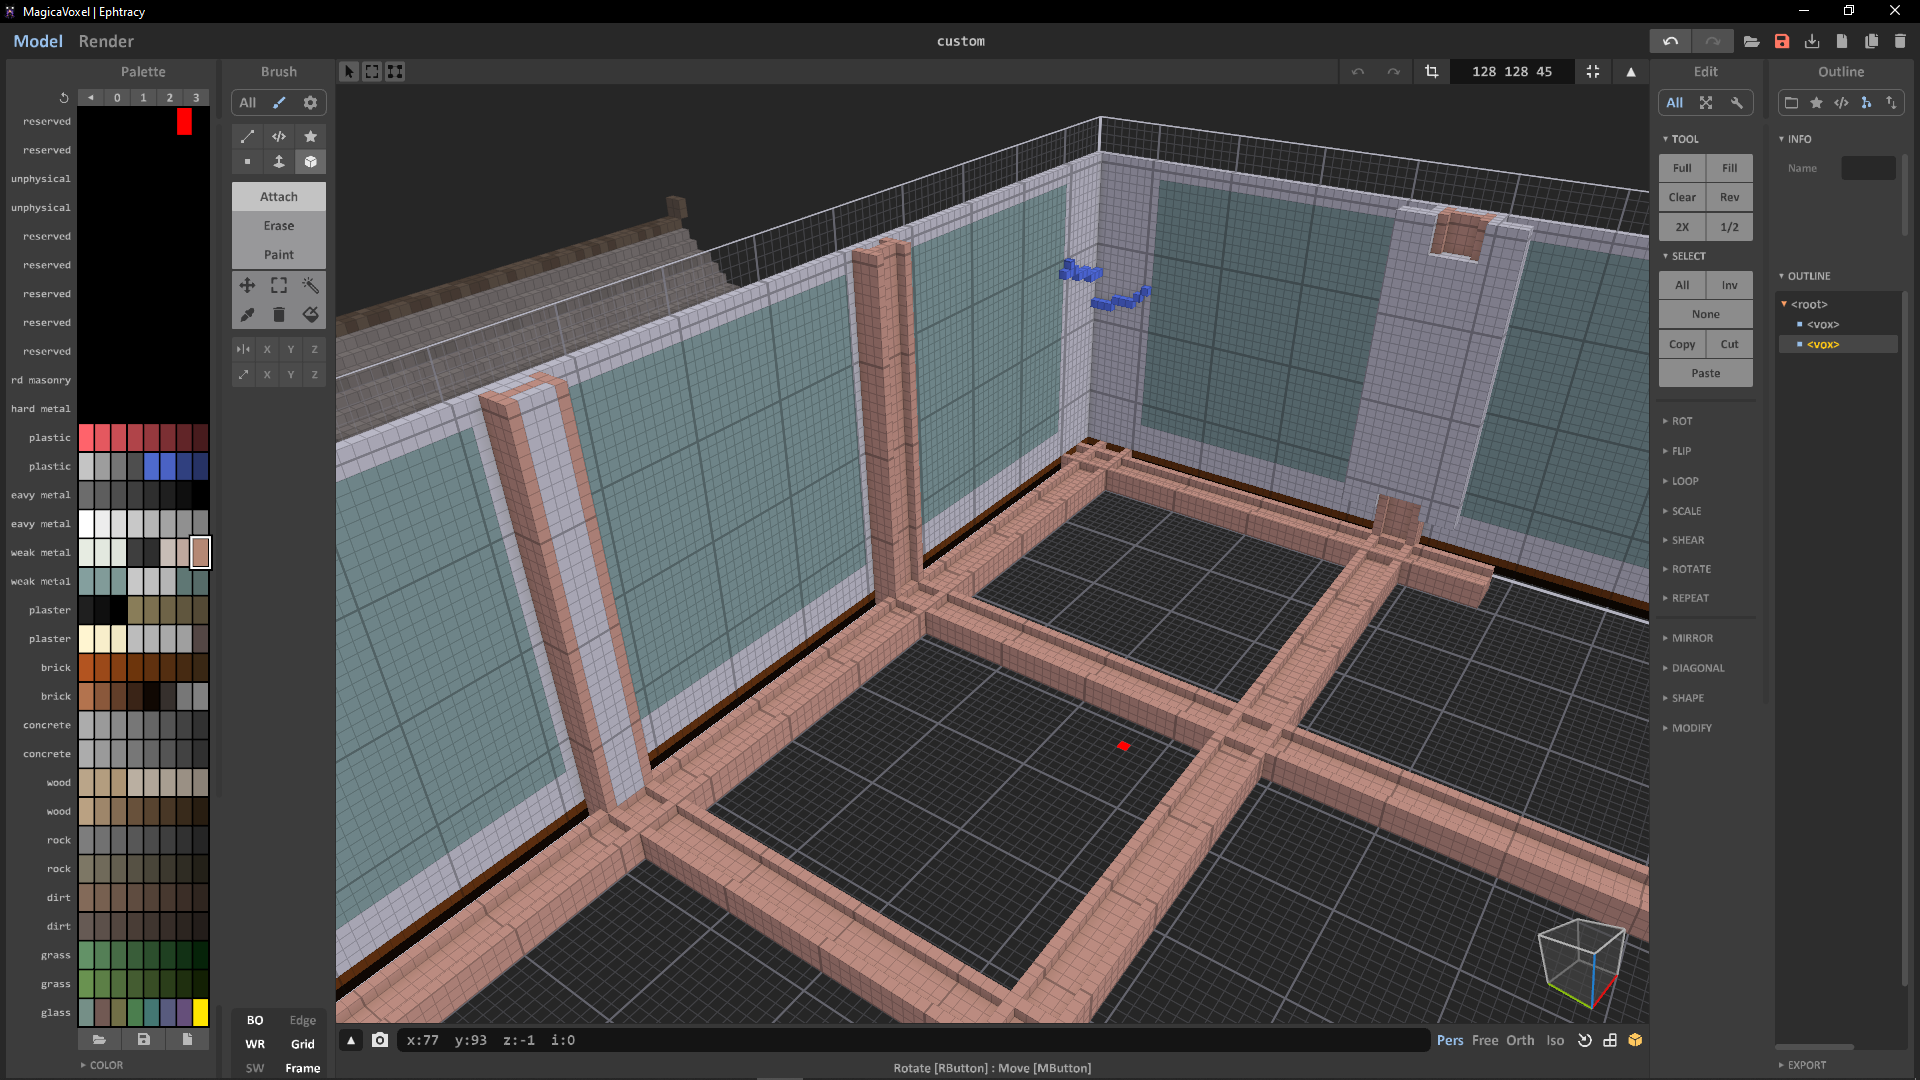 MagicaVoxel | Ephtracy
Model Render
custom
Palette
0 1 2 3
reserved
reserved
unphysical
unphysical
reserved
reserved
reserved
reserved
reserved
rd masonry
hard metal
plastic
plastic
eavy metal
eavy metal
weak metal
weak metal
plaster
plaster
brick
brick
concrete
concrete
wood
wood
rock
rock
dirt
dirt
grass
grass
glass
COLOR
Brush
All
Attach
Erase
Paint
X Y Z
X Y Z
BO Edge
WR Grid
SW Frame
128 128 45
x:77 y:93 z:-1 i:0
Pers Free Orth Iso
Rotate [RButton] : Move [MButton]
Edit
All
TOOL
Full Fill
Clear Rev
2X 1/2
SELECT
All Inv
None
Copy Cut
Paste
ROT
FLIP
LOOP
SCALE
SHEAR
ROTATE
REPEAT
MIRROR
DIAGONAL
SHAPE
MODIFY
Outline
INFO
Name
OUTLINE
<root>
<vox>
<vox>
EXPORT